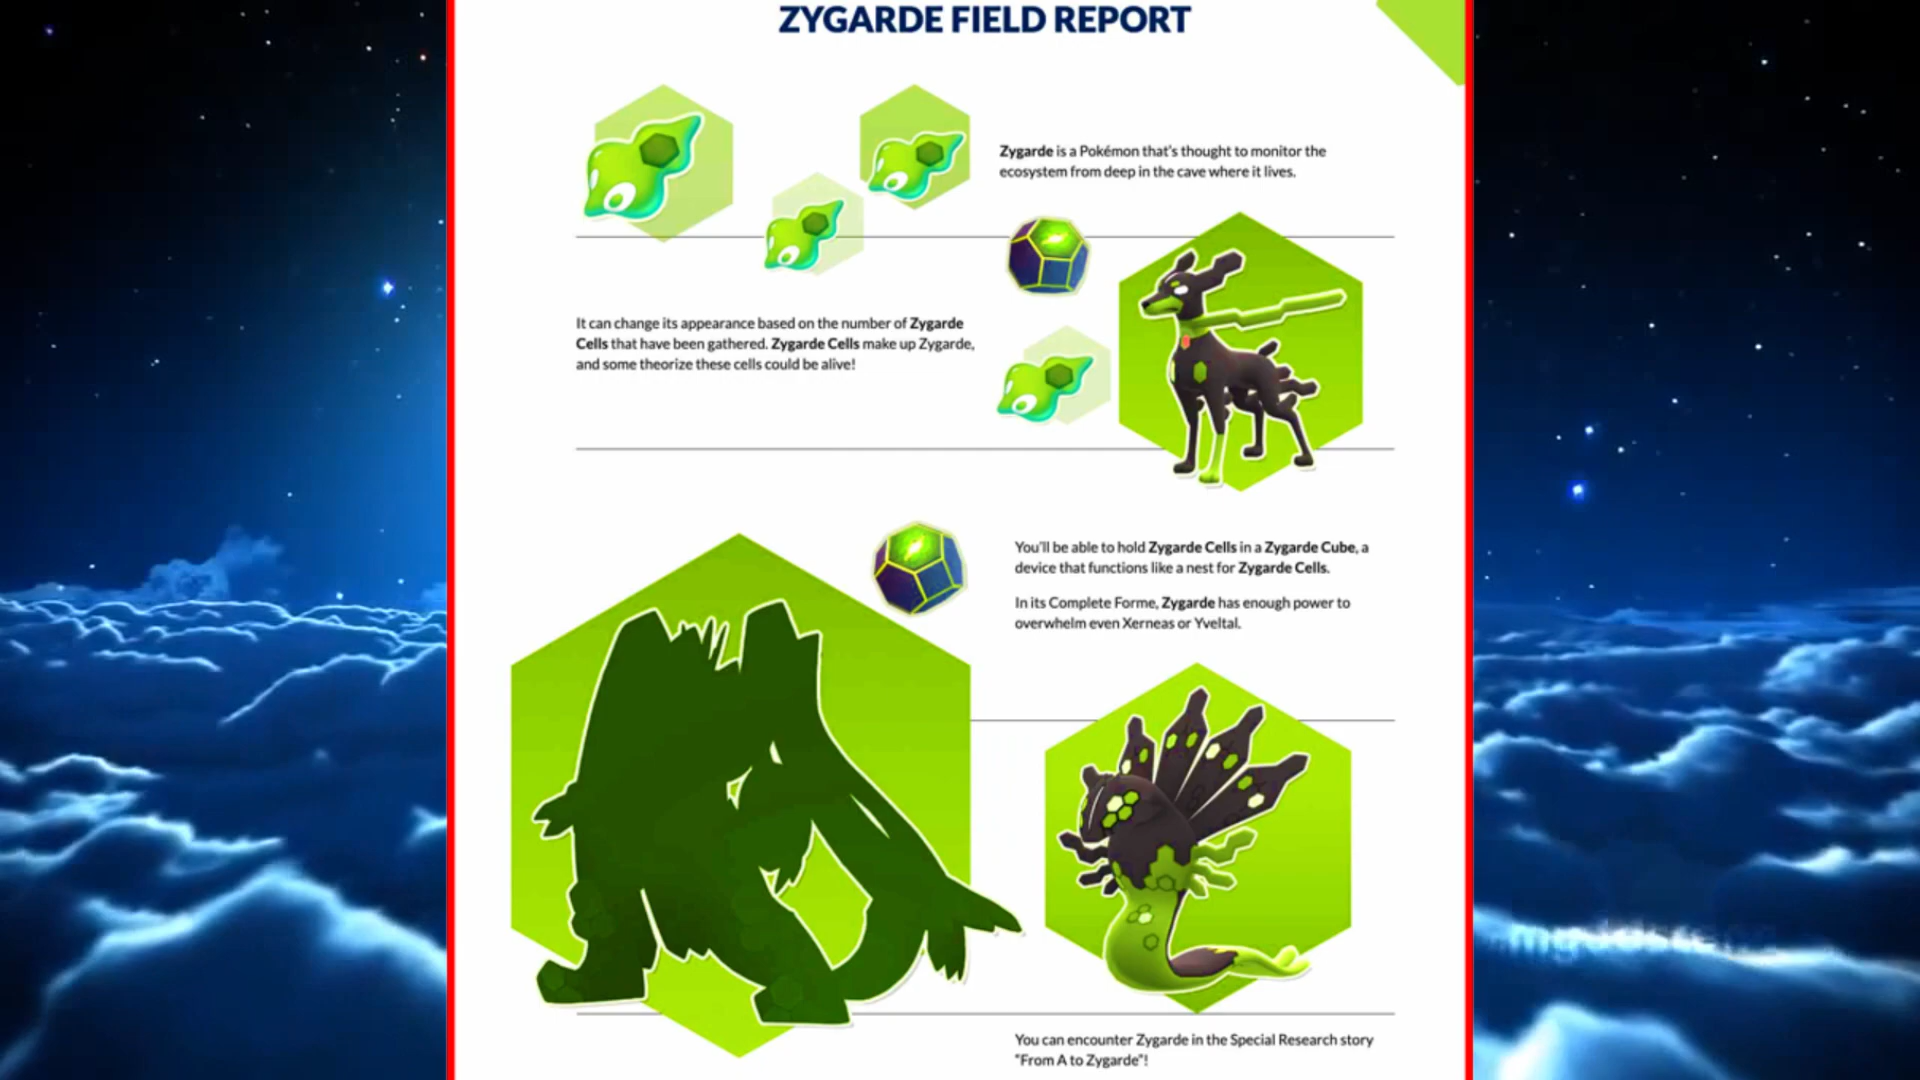 ZYGARDE FIELD REPORT
Zygarde is a Pokémon that's thought to monitor the
ecosystem from deep in the cave where it lives.
It can change its appearance based on the number of Zygarde
Cells that have been gathered. Zygarde Cells make up Zygarde,
and some theorize these cells could be alive!
You'll be able to hold Zygarde Cells in a Zygarde Cube, a
device that functions like a nest for Zygarde Cells.
In its Complete Forme, Zygarde has enough power to
overwhelm even Xerneas or Yveltal.
You can encounter Zygarde in the Special Research story
"From A to Zygarde"!